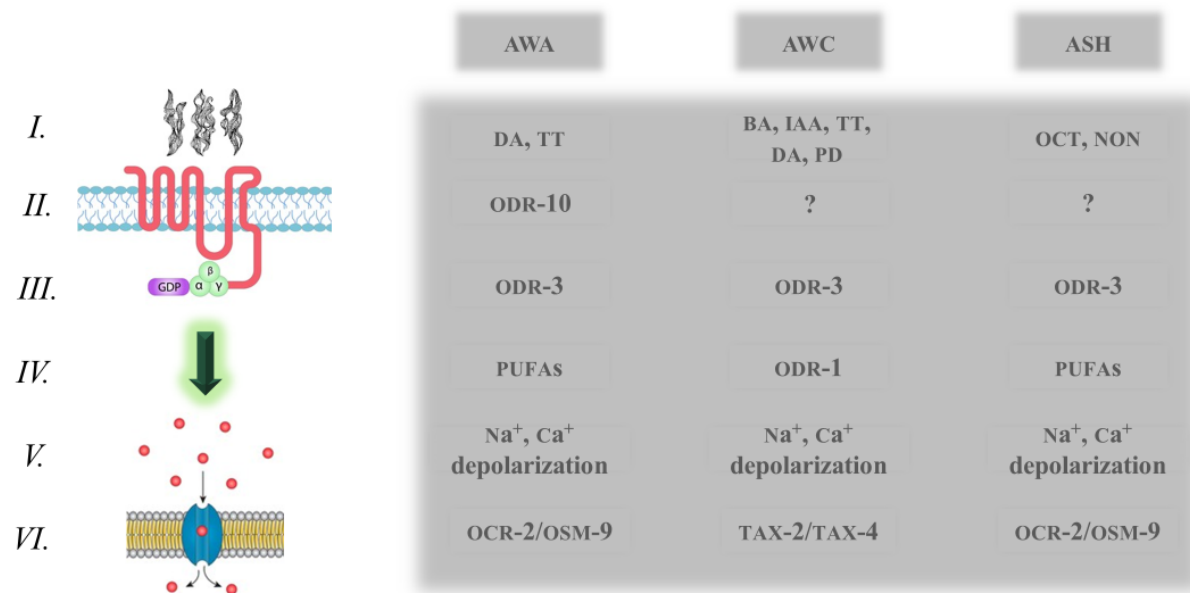 AWA AWC ASH
I. DA, TT BA, IAA, TT, DA, PD OCT, NON
II. ODR-10 ? ?
β
III. GDP α γ ODR-3 ODR-3 ODR-3
IV. PUFAs ODR-1 PUFAs
V. Na⁺, Ca⁺ depolarization Na⁺, Ca⁺ depolarization Na⁺, Ca⁺ depolarization
VI. OCR-2/OSM-9 TAX-2/TAX-4 OCR-2/OSM-9